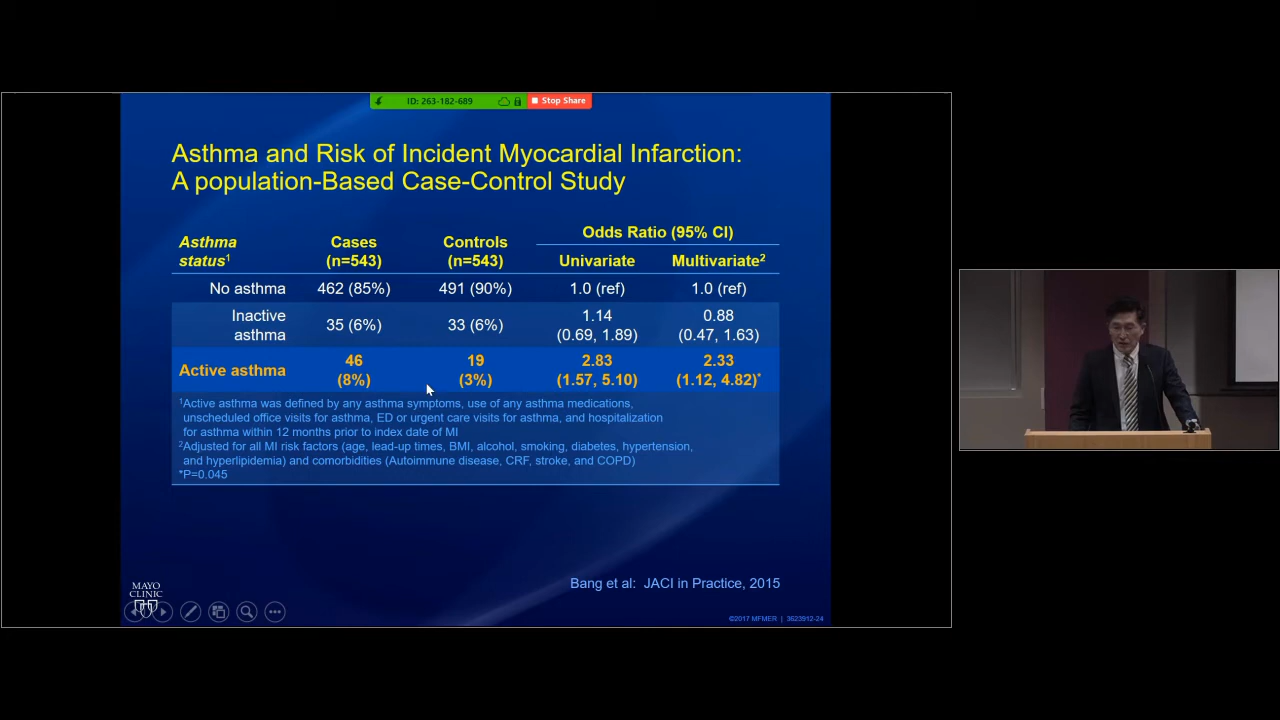 ID: 263-182-689
Stop Share
Asthma and Risk of Incident Myocardial Infarction:
A population-Based Case-Control Study
Asthma status1 Cases (n=543) Controls (n=543) Odds Ratio (95% CI)
Univariate Multivariate2
No asthma 462 (85%) 491 (90%) 1.0 (ref) 1.0 (ref)
Inactive asthma 35 (6%) 33 (6%) 1.14 (0.69, 1.89) 0.88 (0.47, 1.63)
Active asthma 46 (8%) 19 (3%) 2.83 (1.57, 5.10) 2.33 (1.12, 4.82)*
1Active asthma was defined by any asthma symptoms, use of any asthma medications,
unscheduled office visits for asthma, ED or urgent care visits for asthma, and hospitalization
for asthma within 12 months prior to index date of MI
2Adjusted for all MI risk factors (age, lead-up times, BMI, alcohol, smoking, diabetes, hypertension,
and hyperlipidemia) and comorbidities (Autoimmune disease, CRF, stroke, and COPD)
*P=0.045
Bang et al: JACI in Practice, 2015
MAYO
CLINIC
©2017 MFMER | 3623912-24